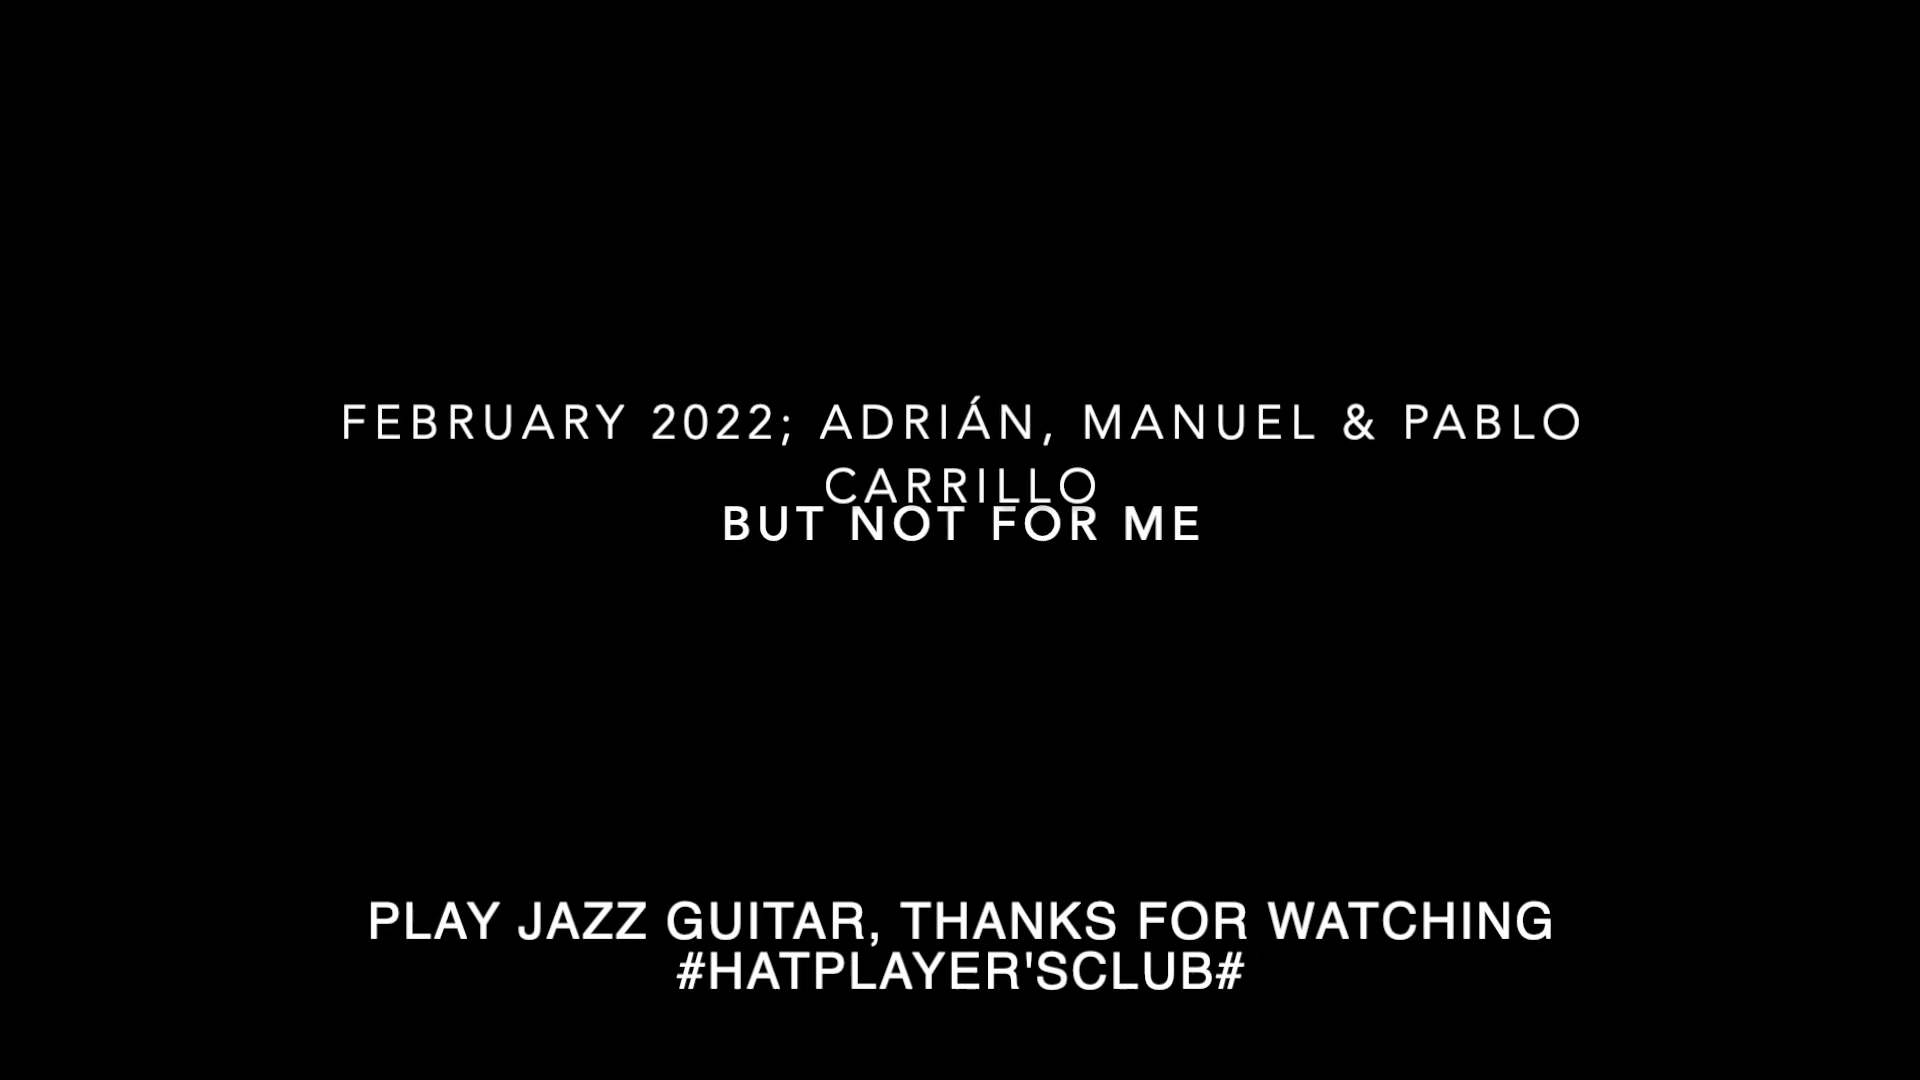 FEBRUARY 2022; ADRIÁN, MANUEL & PABLO
CARRILLO
BUT NOT FOR ME
PLAY JAZZ GUITAR, THANKS FOR WATCHING
#HATPLAYER'SCLUB#